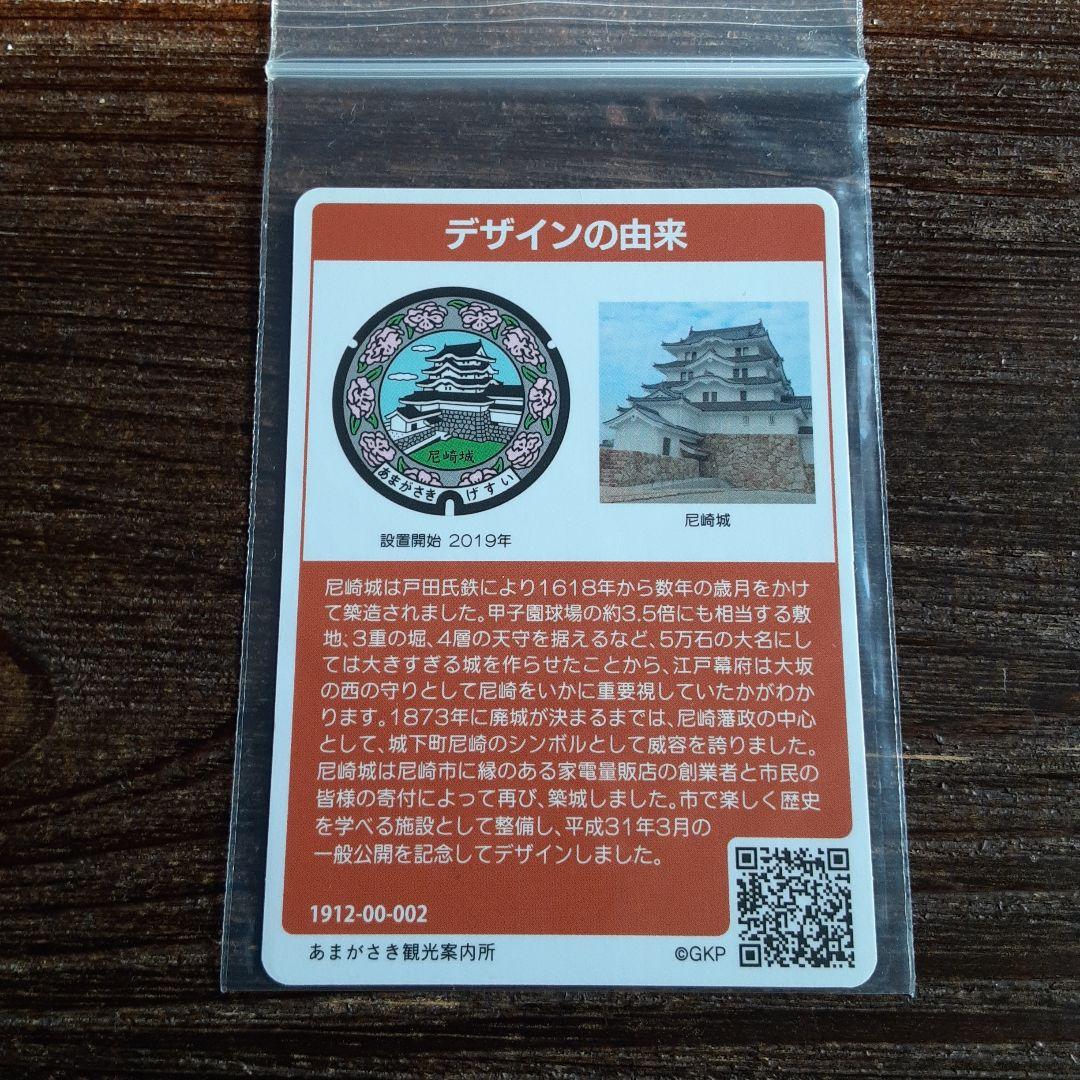 デザインの由来
尼崎城
あまがさき げすい
設置開始 2019年
尼崎城
尼崎城は戸田氏鉄により1618年から数年の歳月をかけ
て築造されました。甲子園球場の約3.5倍にも相当する敷
地、3重の堀、4層の天守を据えるなど、5万石の大名にし
ては大きすぎる城を作らせたことから、江戸幕府は大坂
の西の守りとして尼崎をいかに重要視していたかがわか
ります。1873年に廃城が決まるまでは、尼崎藩政の中心
として、城下町尼崎のシンボルとして威容を誇りました。
尼崎城は尼崎市に縁のある家電量販店の創業者と市民の
皆様の寄付によって再び、築城しました。市で楽しく歴史
を学べる施設として整備し、平成31年3月の
一般公開を記念してデザインしました。
1912-00-002
あまがさき観光案内所
©GKP